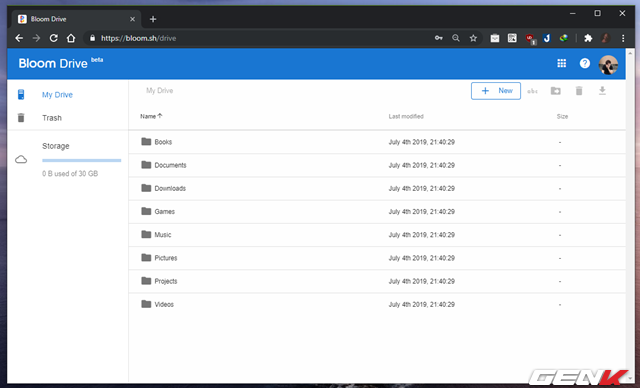 Bloom Drive
https://bloom.sh/drive
Bloom Drive beta
My Drive
Trash
Storage
0 B used of 30 GB
My Drive
New
abc
Name Last modified Size
Books July 4th 2019, 21:40:29 -
Documents July 4th 2019, 21:40:29 -
Downloads July 4th 2019, 21:40:29 -
Games July 4th 2019, 21:40:29 -
Music July 4th 2019, 21:40:29 -
Pictures July 4th 2019, 21:40:29 -
Projects July 4th 2019, 21:40:29 -
Videos July 4th 2019, 21:40:29 -
GENK